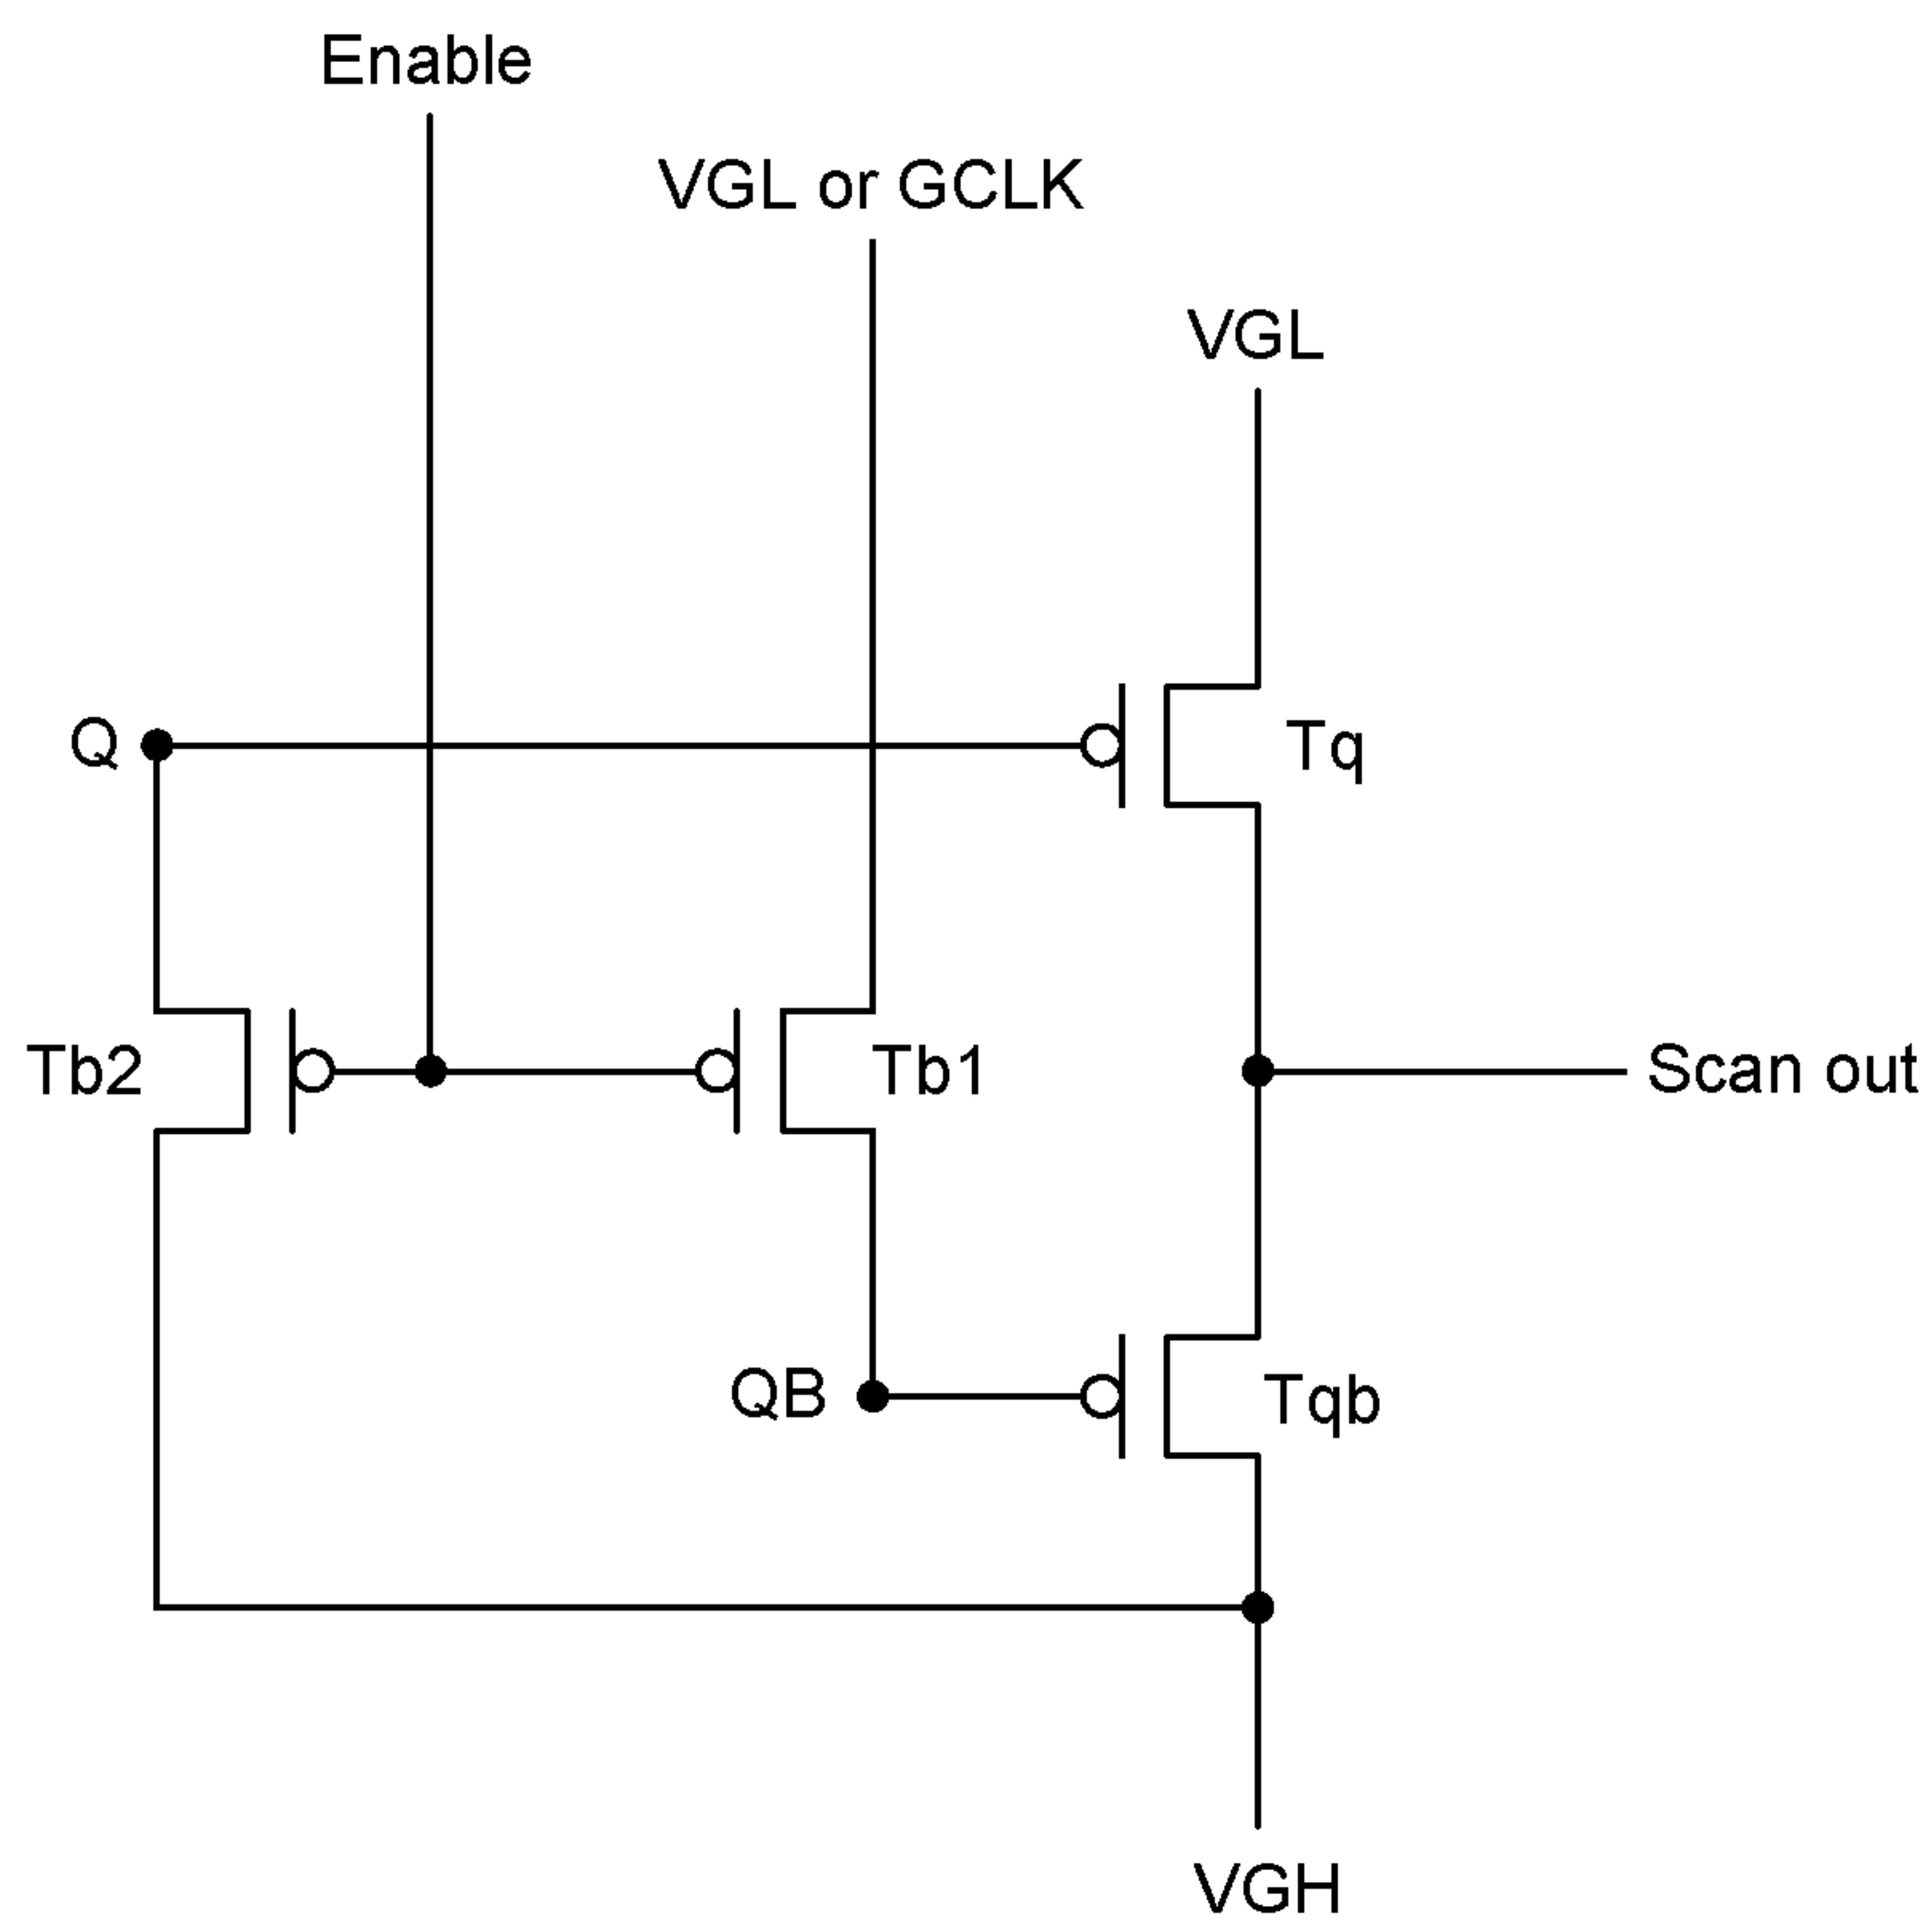 Enable
VGL or GCLK
VGL
Q
Tq
Tb2
Tb1
Scan out
QB
Tqb
VGH